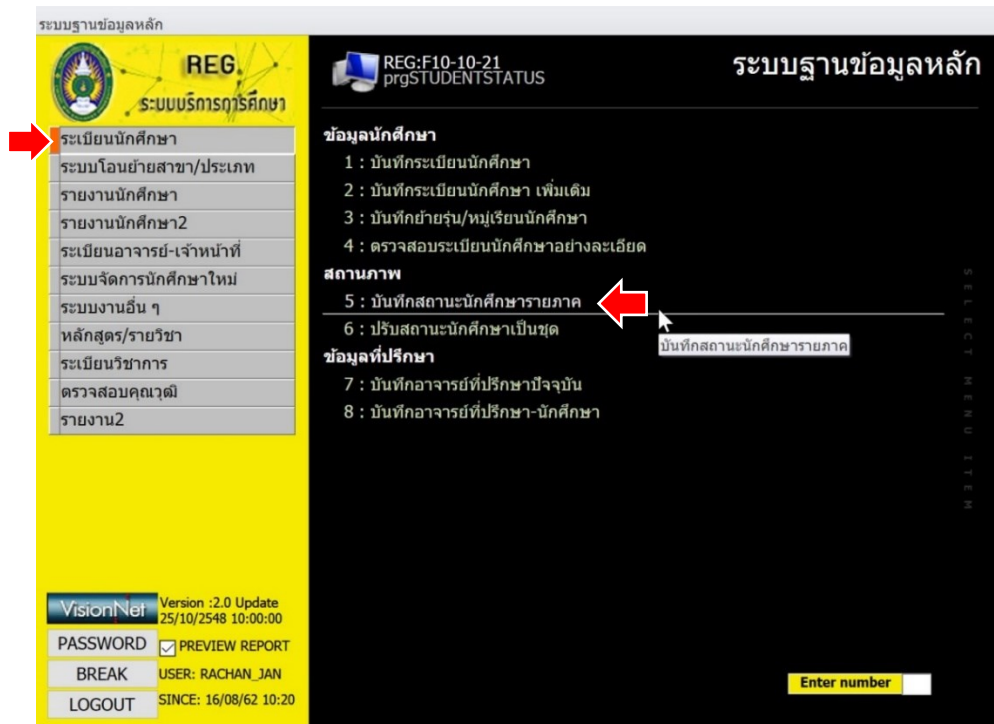 ระบบฐานข้อมูลหลัก
REG.
ระบบบริการการศึกษา
REG:F10-10-21
prgSTUDENTSTATUS
ระบบฐานข้อมูลหลัก
ระเบียนนักศึกษา
ระบบโอนย้ายสาขา/ประเภท
รายงานนักศึกษา
รายงานนักศึกษา2
ระเบียนอาจารย์-เจ้าหน้าที่
ระบบจัดการนักศึกษาใหม่
ระบบงานอื่น ๆ
หลักสูตร/รายวิชา
ระเบียนวิชาการ
ตรวจสอบคุณวุฒิ
รายงาน2
ข้อมูลนักศึกษา
1 : บันทึกระเบียนนักศึกษา
2 : บันทึกระเบียนนักศึกษา เพิ่มเติม
3 : บันทึกย้ายรุ่น/หมู่เรียนนักศึกษา
4 : ตรวจสอบระเบียนนักศึกษาอย่างละเอียด
สถานภาพ
5 : บันทึกสถานะนักศึกษารายภาค
6 : ปรับสถานะนักศึกษาเป็นชุด
บันทึกสถานะนักศึกษารายภาค
ข้อมูลที่ปรึกษา
7 : บันทึกอาจารย์ที่ปรึกษาปัจจุบัน
8 : บันทึกอาจารย์ที่ปรึกษา-นักศึกษา
SELECT MENU ITEM
VisionNet
Version :2.0 Update
25/10/2548 10:00:00
PASSWORD
PREVIEW REPORT
BREAK
USER: RACHAN_JAN
LOGOUT
SINCE: 16/08/62 10:20
Enter number